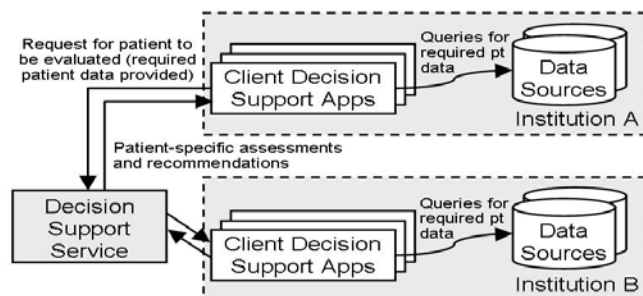 Request for patient to
be evaluated (required
patient data provided)
Client Decision
Support Apps
Queries for
required pt
data
Data
Sources
Institution A
Patient-specific assessments
and recommendations
Decision
Support
Service
Client Decision
Support Apps
Queries for
required pt
data
Data
Sources
Institution B